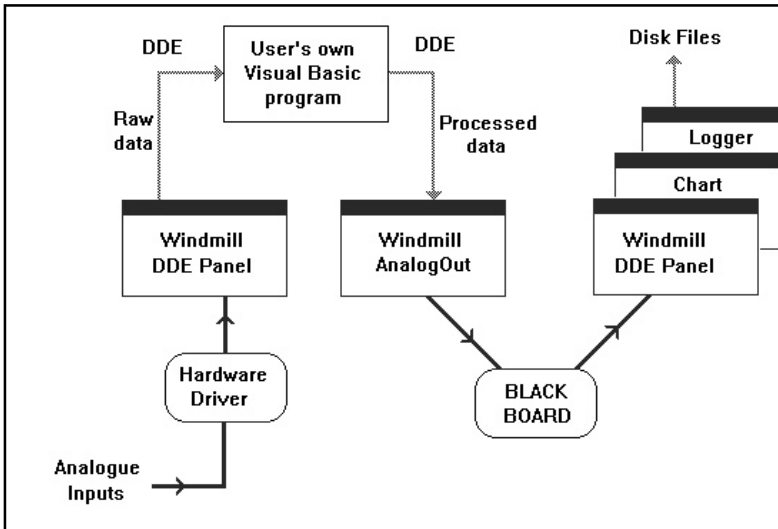 DDE
User's own
Visual Basic
program
DDE
Disk Files
Raw
data
Processed
data
Logger
Chart
Windmill
DDE Panel
Windmill
AnalogOut
Windmill
DDE Panel
Hardware
Driver
BLACK
BOARD
Analogue
Inputs